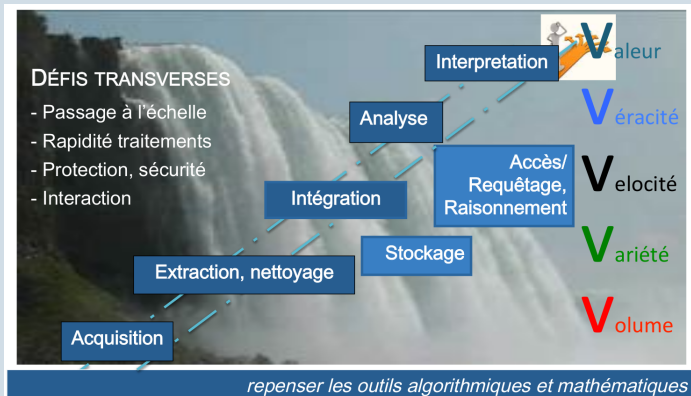 DÉFIS TRANSVERSES
- Passage à l'échelle
- Rapidité traitements
- Protection, sécurité
- Interaction
Interpretation
Analyse
Intégration
Extraction, nettoyage
Acquisition
Accès/
Requêtage,
Raisonnement
Stockage
Valeur
Véracité
Velocité
Variété
Volume
repenser les outils algorithmiques et mathématiques